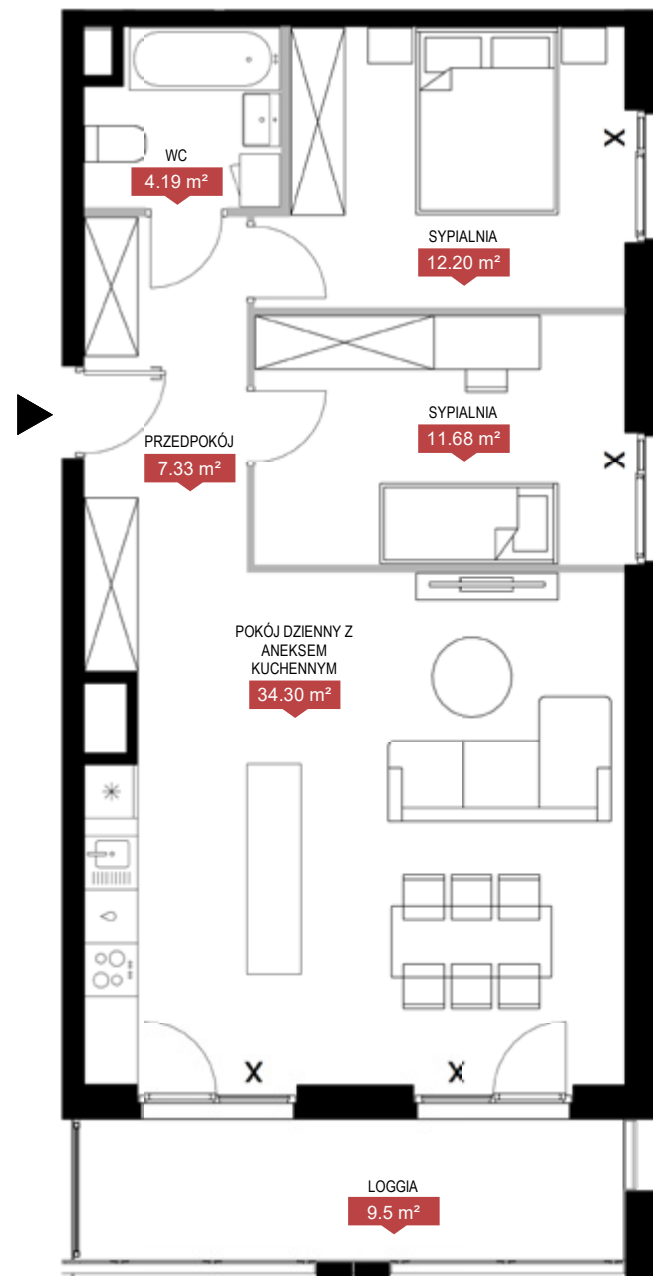 WC
4.19 m²
SYPIALNIA
12.20 m²
SYPIALNIA
11.68 m²
PRZEDPOKÓJ
7.33 m²
POKÓJ DZIENNY Z
ANEKSEM
KUCHENNYM
34.30 m²
X
X
X
X
LOGGIA
9.5 m²